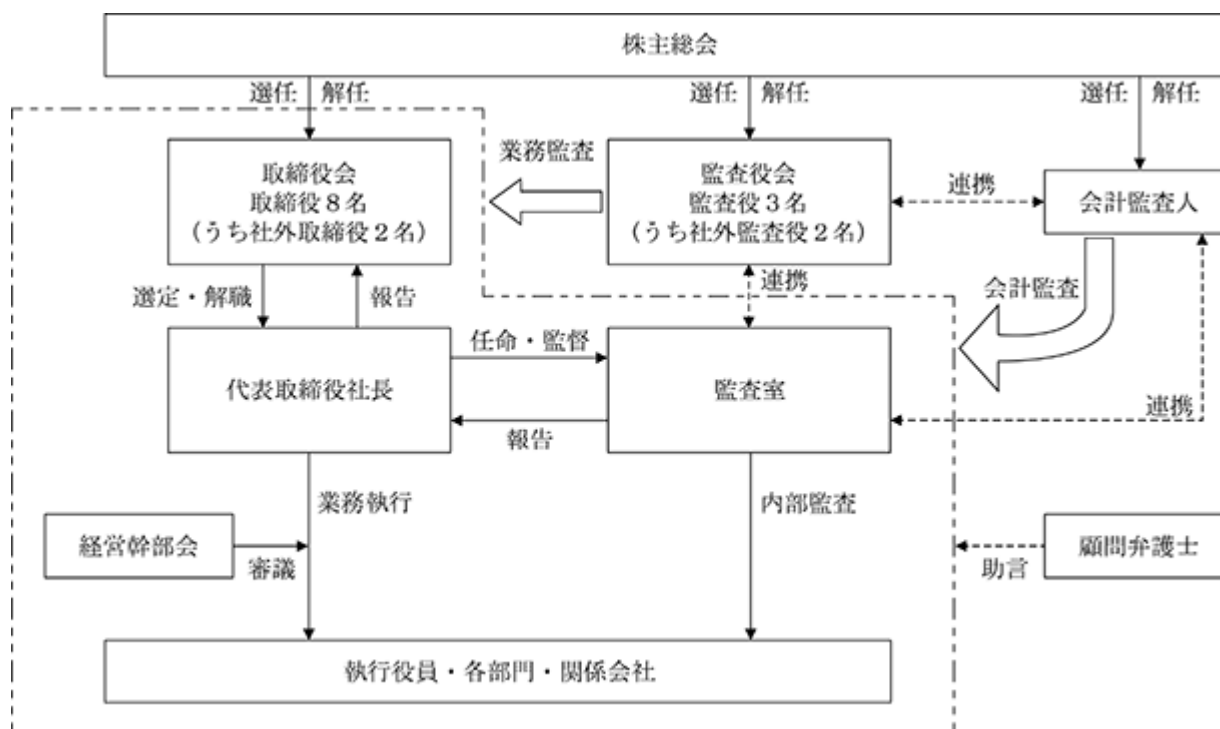 株主総会
選任 解任
選任 解任
選任 解任
取締役会
取締役8名
(うち社外取締役2名)
業務監査
監査役会
監査役3名
(うち社外監査役2名)
連携
会計監査人
選定・解職
報告
連携
会計監査
代表取締役社長
任命・監督
報告
監査室
連携
業務執行
内部監査
経営幹部会
審議
助言
顧問弁護士
執行役員・各部門・関係会社